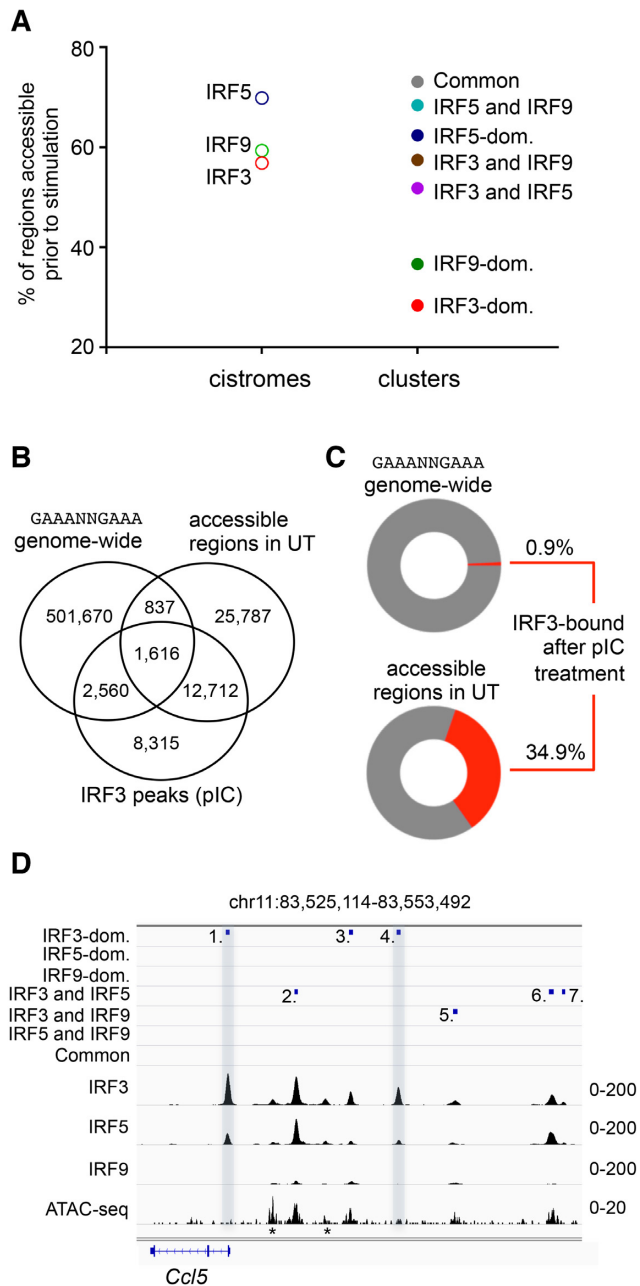 A
% of regions accessible
prior to stimulation
80
60
40
20
IRF5
IRF9
IRF3
Common
IRF5 and IRF9
IRF5-dom.
IRF3 and IRF9
IRF3 and IRF5
IRF9-dom.
IRF3-dom.
cistromes
clusters
B
GAAANNGAAA
genome-wide
accessible
regions in UT
501,670
837
25,787
1,616
2,560
12,712
8,315
IRF3 peaks (pIC)
C
GAAANNGAAA
genome-wide
0.9%
IRF3-bound
after pIC
treatment
accessible
regions in UT
34.9%
D
chr11:83,525,114-83,553,492
IRF3-dom. 1. 3. 4.
IRF5-dom.
IRF9-dom.
IRF3 and IRF5 2. 6. 7.
IRF3 and IRF9 5.
IRF5 and IRF9
Common
IRF3 0-200
IRF5 0-200
IRF9 0-200
ATAC-seq 0-20
* *
Ccl5